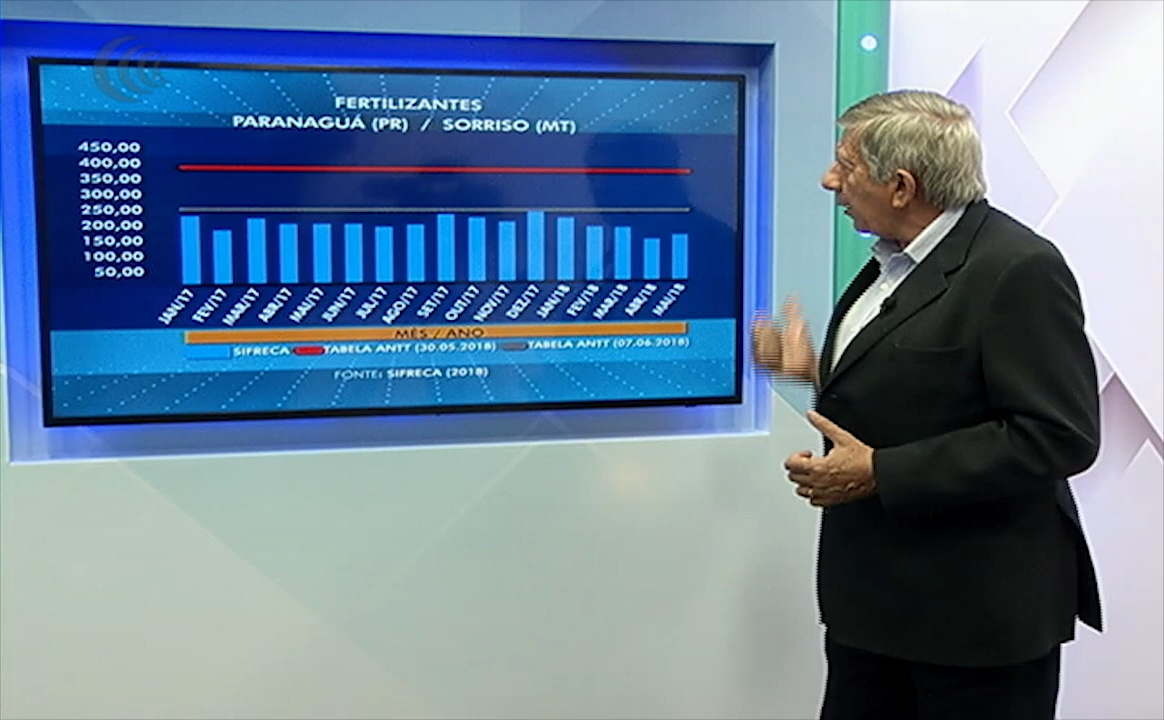 FERTILIZANTES
PARANAGUÁ (PR) / SORRISO (MT)
450,00
400,00
350,00
300,00
250,00
200,00
150,00
100,00
50,00
JAN/17 FEV/17 MAR/17 ABR/17 MAI/17 JUN/17 JUL/17 AGO/17 SET/17 OUT/17 NOV/17 DEZ/17 JAN/18 FEV/18 MAR/18 ABR/18 MAI/18
MÊS / ANO
SIFRECA TABELA ANTT (30.05.2018) TABELA ANTT (07.06.2018)
FONTE: SIFRECA (2018)